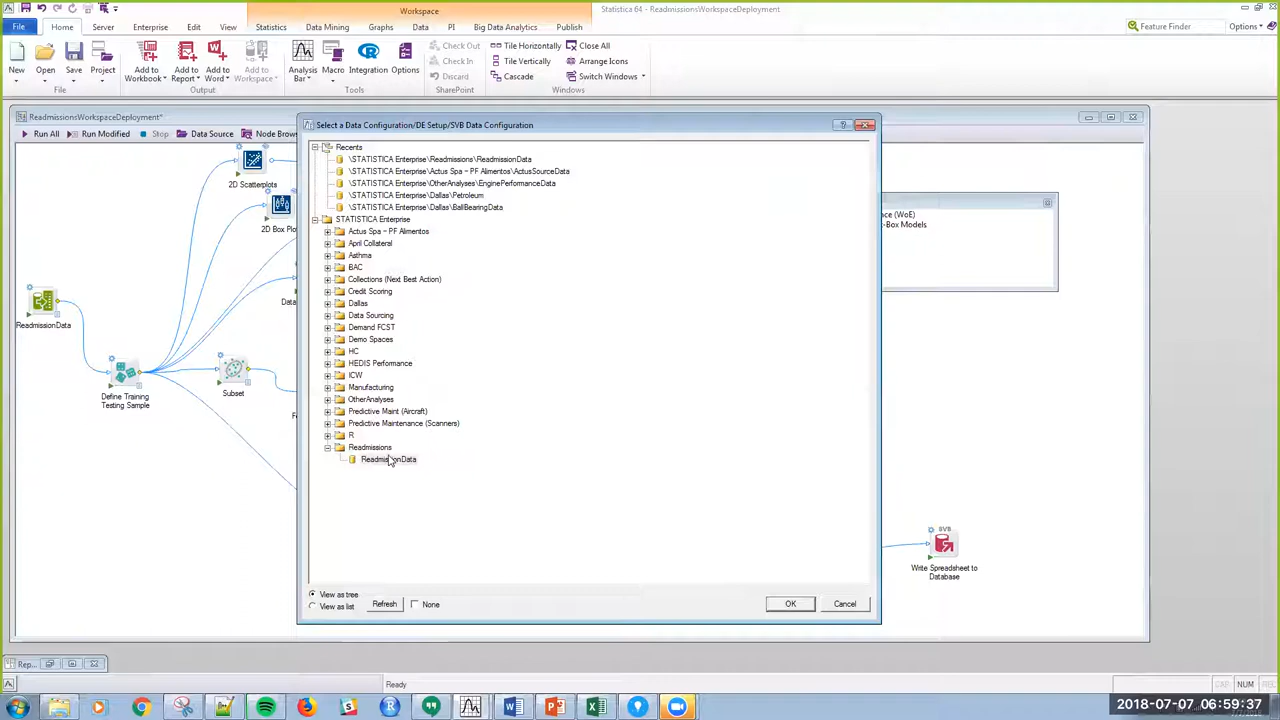 Workspace
Statistica 64 - ReadmissionsWorkspaceDeployment
File
Home
Server
Enterprise
Edit
View
Statistics
Data Mining
Graphs
Data
PI
Big Data Analytics
Publish
Feature Finder
Options
New
Open
Save
Project
Add to
Workbook
Add to
Report
Add to
Word
Add to
Workspace
Analysis
Bar
Macro
Integration
Options
Check Out
Check In
Discard
Tile Horizontally
Tile Vertically
Cascade
Close All
Arrange Icons
Switch Windows
File
Output
Tools
SharePoint
Windows
ReadmissionsWorkspaceDeployment*
Run All
Run Modified
Stop
Data Source
Node Brows
2D Scatterplots
2D Box Plo
Data
ReadmissionData
Define Training
Testing Sample
Subset
Select a Data Configuration/DE Setup/SVB Data Configuration
Recents
\STATISTICA Enterprise\Readmissions\ReadmissionData
\STATISTICA Enterprise\Actus Spa - PF Alimentos\ActusSourceData
\STATISTICA Enterprise\OtherAnalyses\EnginePerformanceData
\STATISTICA Enterprise\Dallas\Petroleum
\STATISTICA Enterprise\Dallas\BallBearingData
STATISTICA Enterprise
Actus Spa - PF Alimentos
April Collateral
Asthma
BAC
Collections (Next Best Action)
Credit Scoring
Dallas
Data Sourcing
Demand FCST
Demo Spaces
HC
HEDIS Performance
ICW
Manufacturing
OtherAnalyses
Predictive Maint (Aircraft)
Predictive Maintenance (Scanners)
R
Readmissions
ReadmissionData
View as tree
View as list
Refresh
None
OK
Cancel
nce (WoE)
-Box Models
SVB
Write Spreadsheet to
Database
Rep...
Ready
CAP
NUM
REC
2018-07-07, 06:59:37